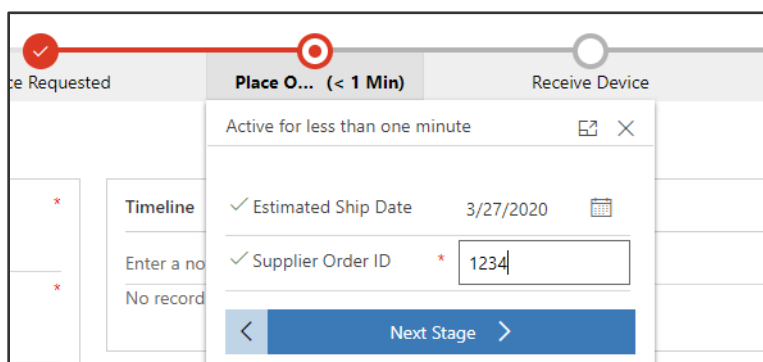 ce Requested
Place O... (< 1 Min)
Receive Device
Active for less than one minute
* Timeline
Estimated Ship Date 3/27/2020
Enter a no
Supplier Order ID * 1234
* No record
Next Stage